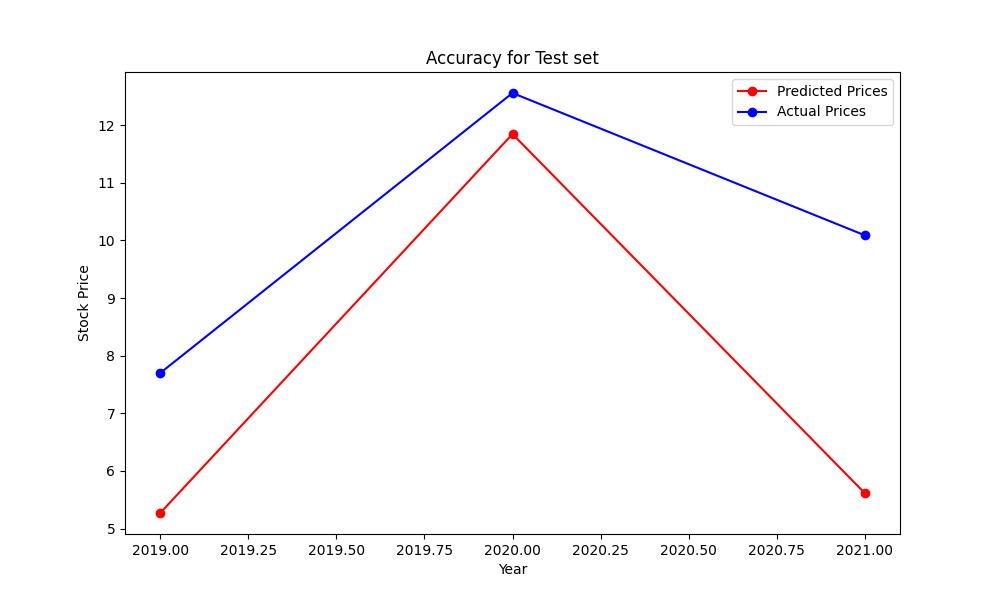 Accuracy for Test set
Predicted Prices
Actual Prices
12
11
10
9
8
7
6
5
Stock Price
2019.00 2019.25 2019.50 2019.75 2020.00 2020.25 2020.50 2020.75 2021.00
Year